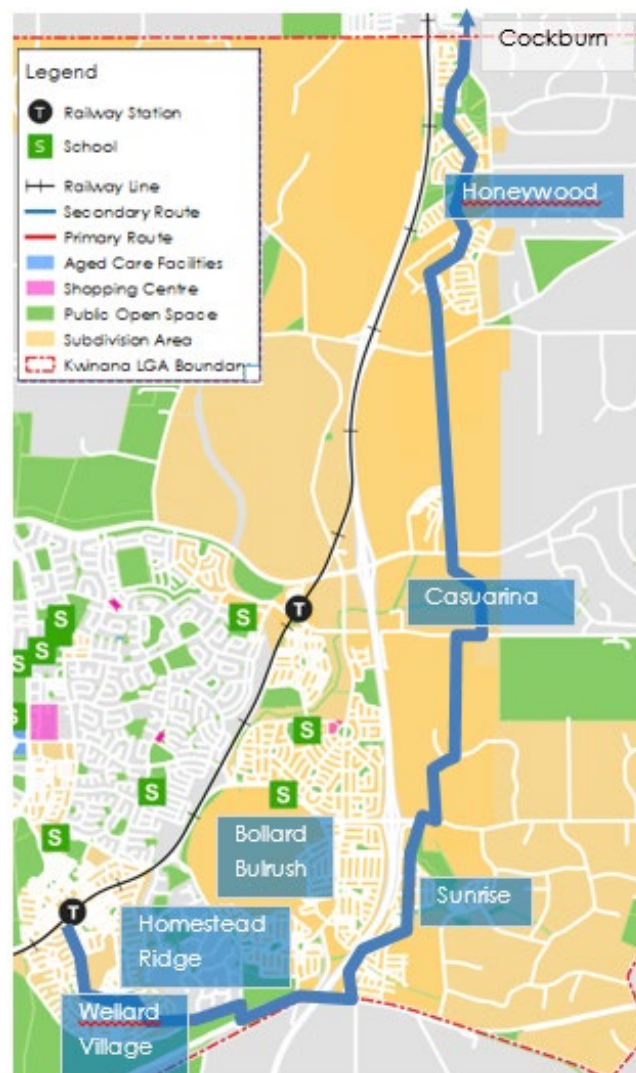 Cockburn
Legend
T Railway Station
S School
Railway Line
Secondary Route
Primary Route
Aged Care Facilities
Shopping Centre
Public Open Space
Subdivision Area
Kwinana LGA Boundary
Honeywood
T
Casuarina
S
S
S
S
S
S
S
S
S
Bollard
Bulrush
S
Sunrise
T
Homestead
Ridge
Wellard
Village